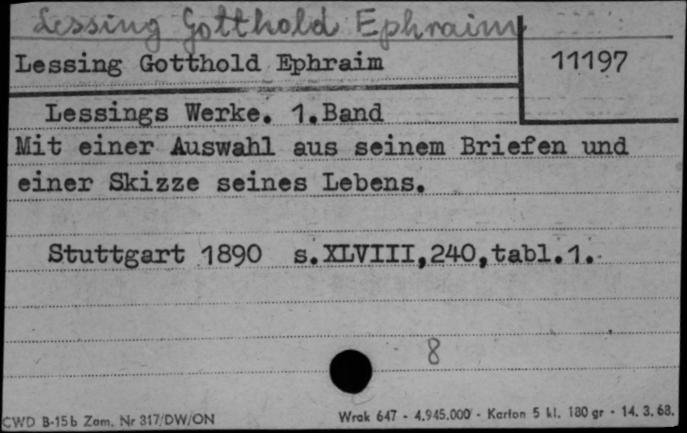 Lessing Gotthold Ephraim
Lessing Gotthold Ephraim 11197
Lessings Werke. 1.Band
Mit einer Auswahl aus seinem Briefen und
einer Skizze seines Lebens.
Stuttgart 1890 s.XLVIII,240,tabl.1.
8
CWD B-15b Zam. Nr 317/DW/ON Wrak 647 - 4.945.000 - Karton 5 kl. 180 gr - 14. 3. 68.